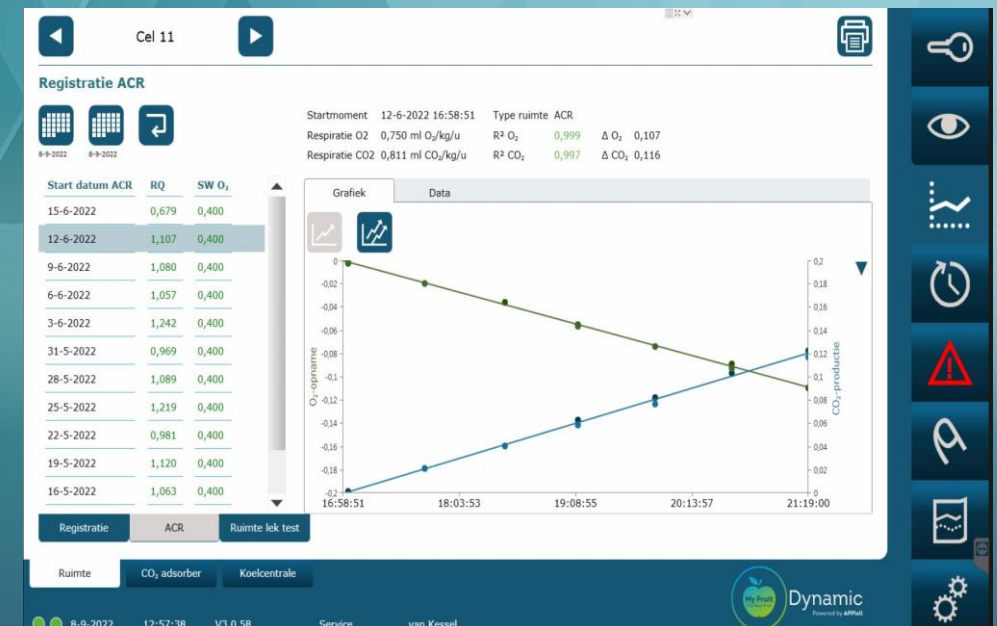 Cel 11
Registratie ACR
8-9-2022 8-9-2022
Startmoment 12-6-2022 16:58:51 Type ruimte ACR
Respiratie O2 0,750 ml O₂/kg/u R² O₂ 0,999 Δ O₂ 0,107
Respiratie CO2 0,811 ml CO₂/kg/u R² CO₂ 0,997 Δ CO₂ 0,116
Start datum ACR RQ SW O₂
15-6-2022 0,679 0,400
12-6-2022 1,107 0,400
9-6-2022 1,080 0,400
6-6-2022 1,057 0,400
3-6-2022 1,242 0,400
31-5-2022 0,969 0,400
28-5-2022 1,089 0,400
25-5-2022 1,219 0,400
22-5-2022 0,981 0,400
19-5-2022 1,120 0,400
16-5-2022 1,063 0,400
Grafiek Data
O₂-opname
0
-0,02
-0,04
-0,06
-0,08
-0,1
-0,12
-0,14
-0,16
-0,18
-0,2
0,2
0,18
0,16
0,14
0,12
0,1
0,08
0,06
0,04
0,02
0
CO₂-productie
16:58:51 18:03:53 19:08:55 20:13:57 21:19:00
Registratie ACR Ruimte lek test
Ruimte CO₂ adsorber Koelcentrale
My Fruit
Dynamic
Powered by
8-9-2022 12:57:38 V3.0.58 Service van Kessel